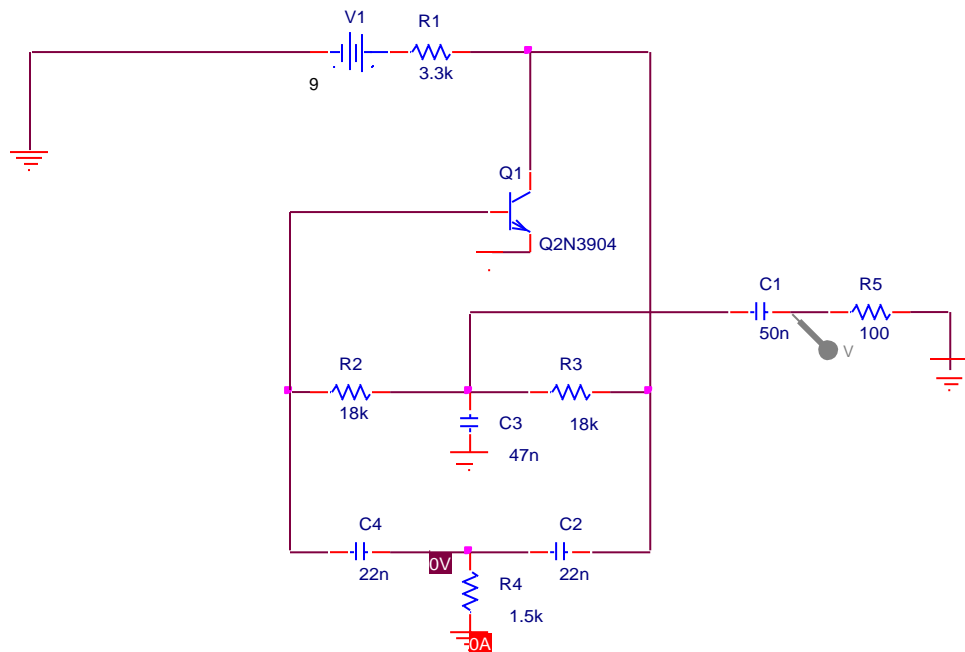 V1
R1
9
3.3k
Q1
Q2N3904
C1
R5
50n
100
V
R2
R3
18k
C3
18k
47n
C4
C2
0V
22n
R4
22n
1.5k
0A